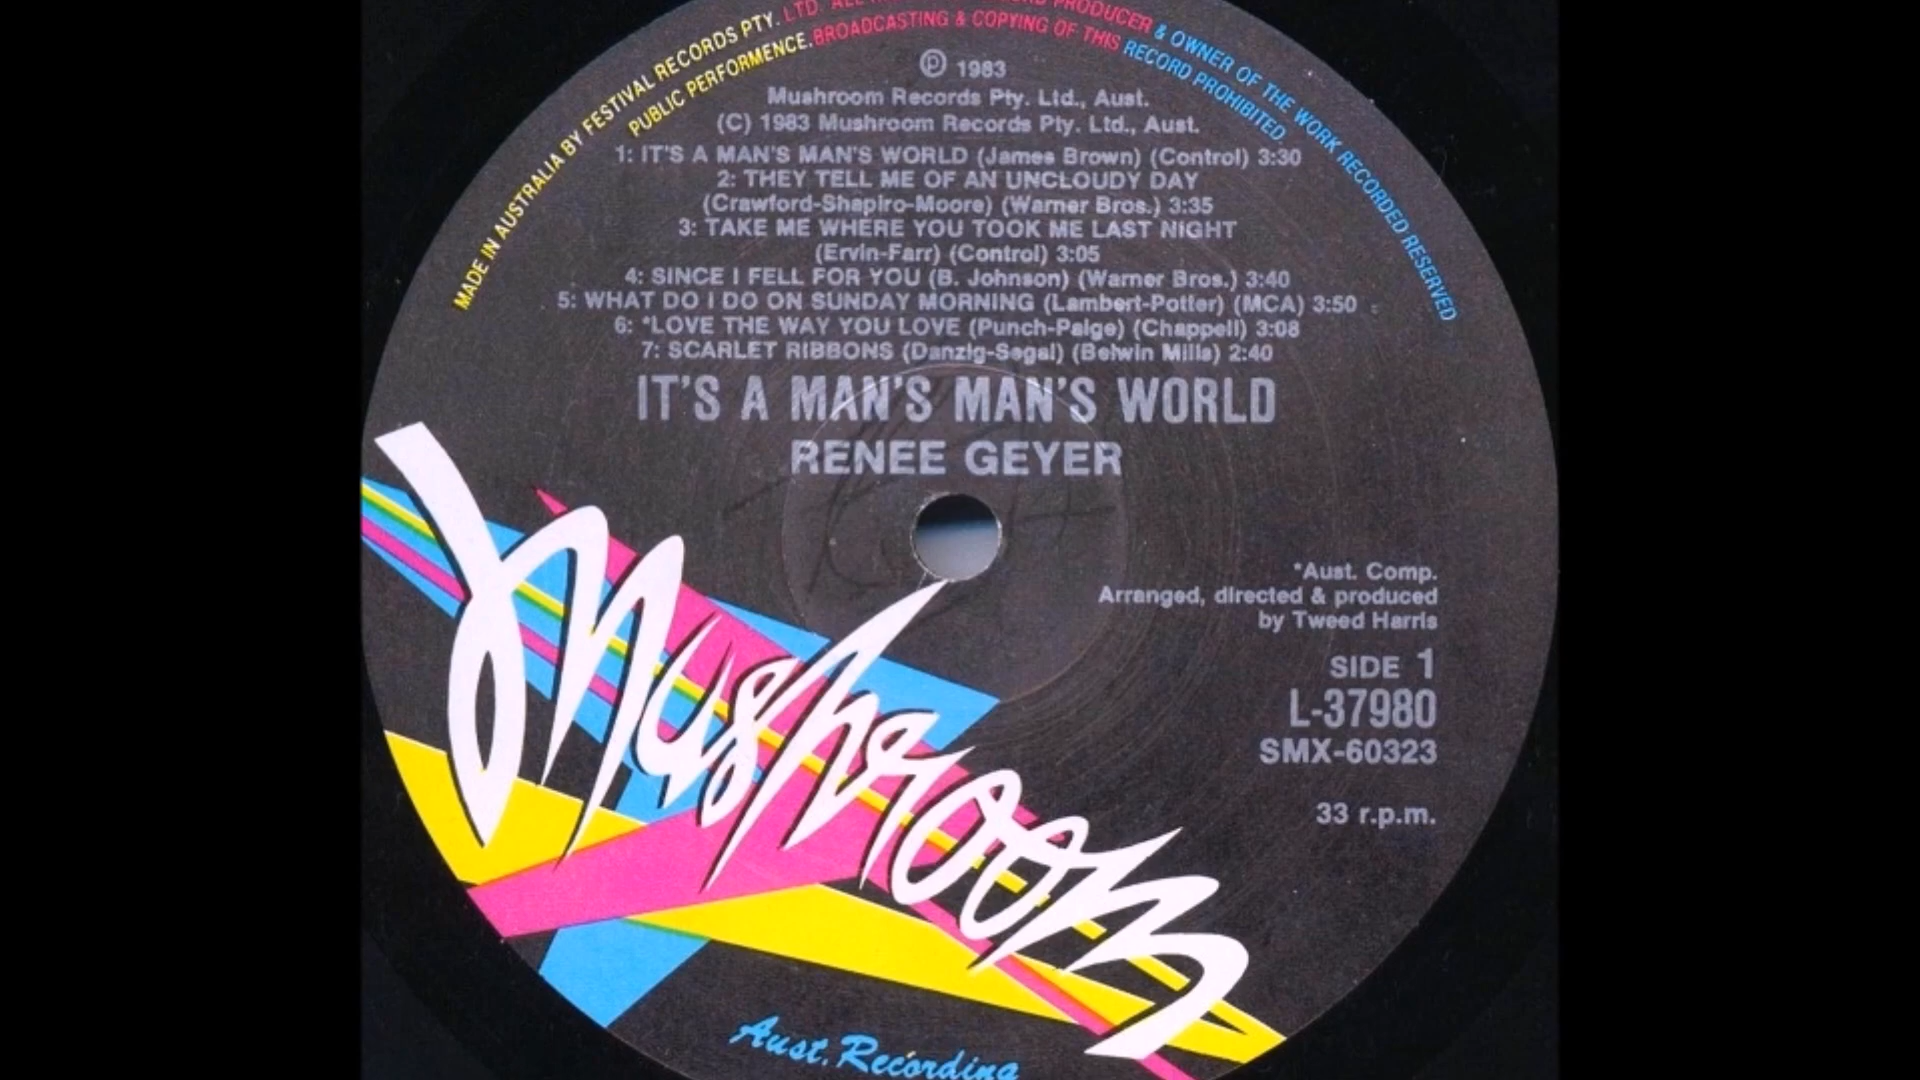 MADE IN AUSTRALIA BY FESTIVAL RECORDS PTY. LTD. PRODUCER & OWNER OF THE WORK RECORDED RESERVED
PUBLIC PERFORMENCE. BROADCASTING & COPYING OF THIS RECORD PROHIBITED.
℗ 1983
Mushroom Records Pty. Ltd., Aust.
(C) 1983 Mushroom Records Pty. Ltd., Aust.
1: IT'S A MAN'S MAN'S WORLD (James Brown) (Control) 3:30
2: THEY TELL ME OF AN UNCLOUDY DAY
(Crawford-Shapiro-Moore) (Warner Bros.) 3:35
3: TAKE ME WHERE YOU TOOK ME LAST NIGHT
(Ervin-Farr) (Control) 3:05
4: SINCE I FELL FOR YOU (B. Johnson) (Warner Bros.) 3:40
5: WHAT DO I DO ON SUNDAY MORNING (Lambert-Potter) (MCA) 3:50
6: *LOVE THE WAY YOU LOVE (Punch-Paige) (Chappell) 3:08
7: SCARLET RIBBONS (Danzig-Segal) (Belwin Mills) 2:40
IT'S A MAN'S MAN'S WORLD
RENEE GEYER
*Aust. Comp.
Arranged, directed & produced
by Tweed Harris
SIDE 1
L-37980
SMX-60323
33 r.p.m.
Mushroom
Aust. Recording